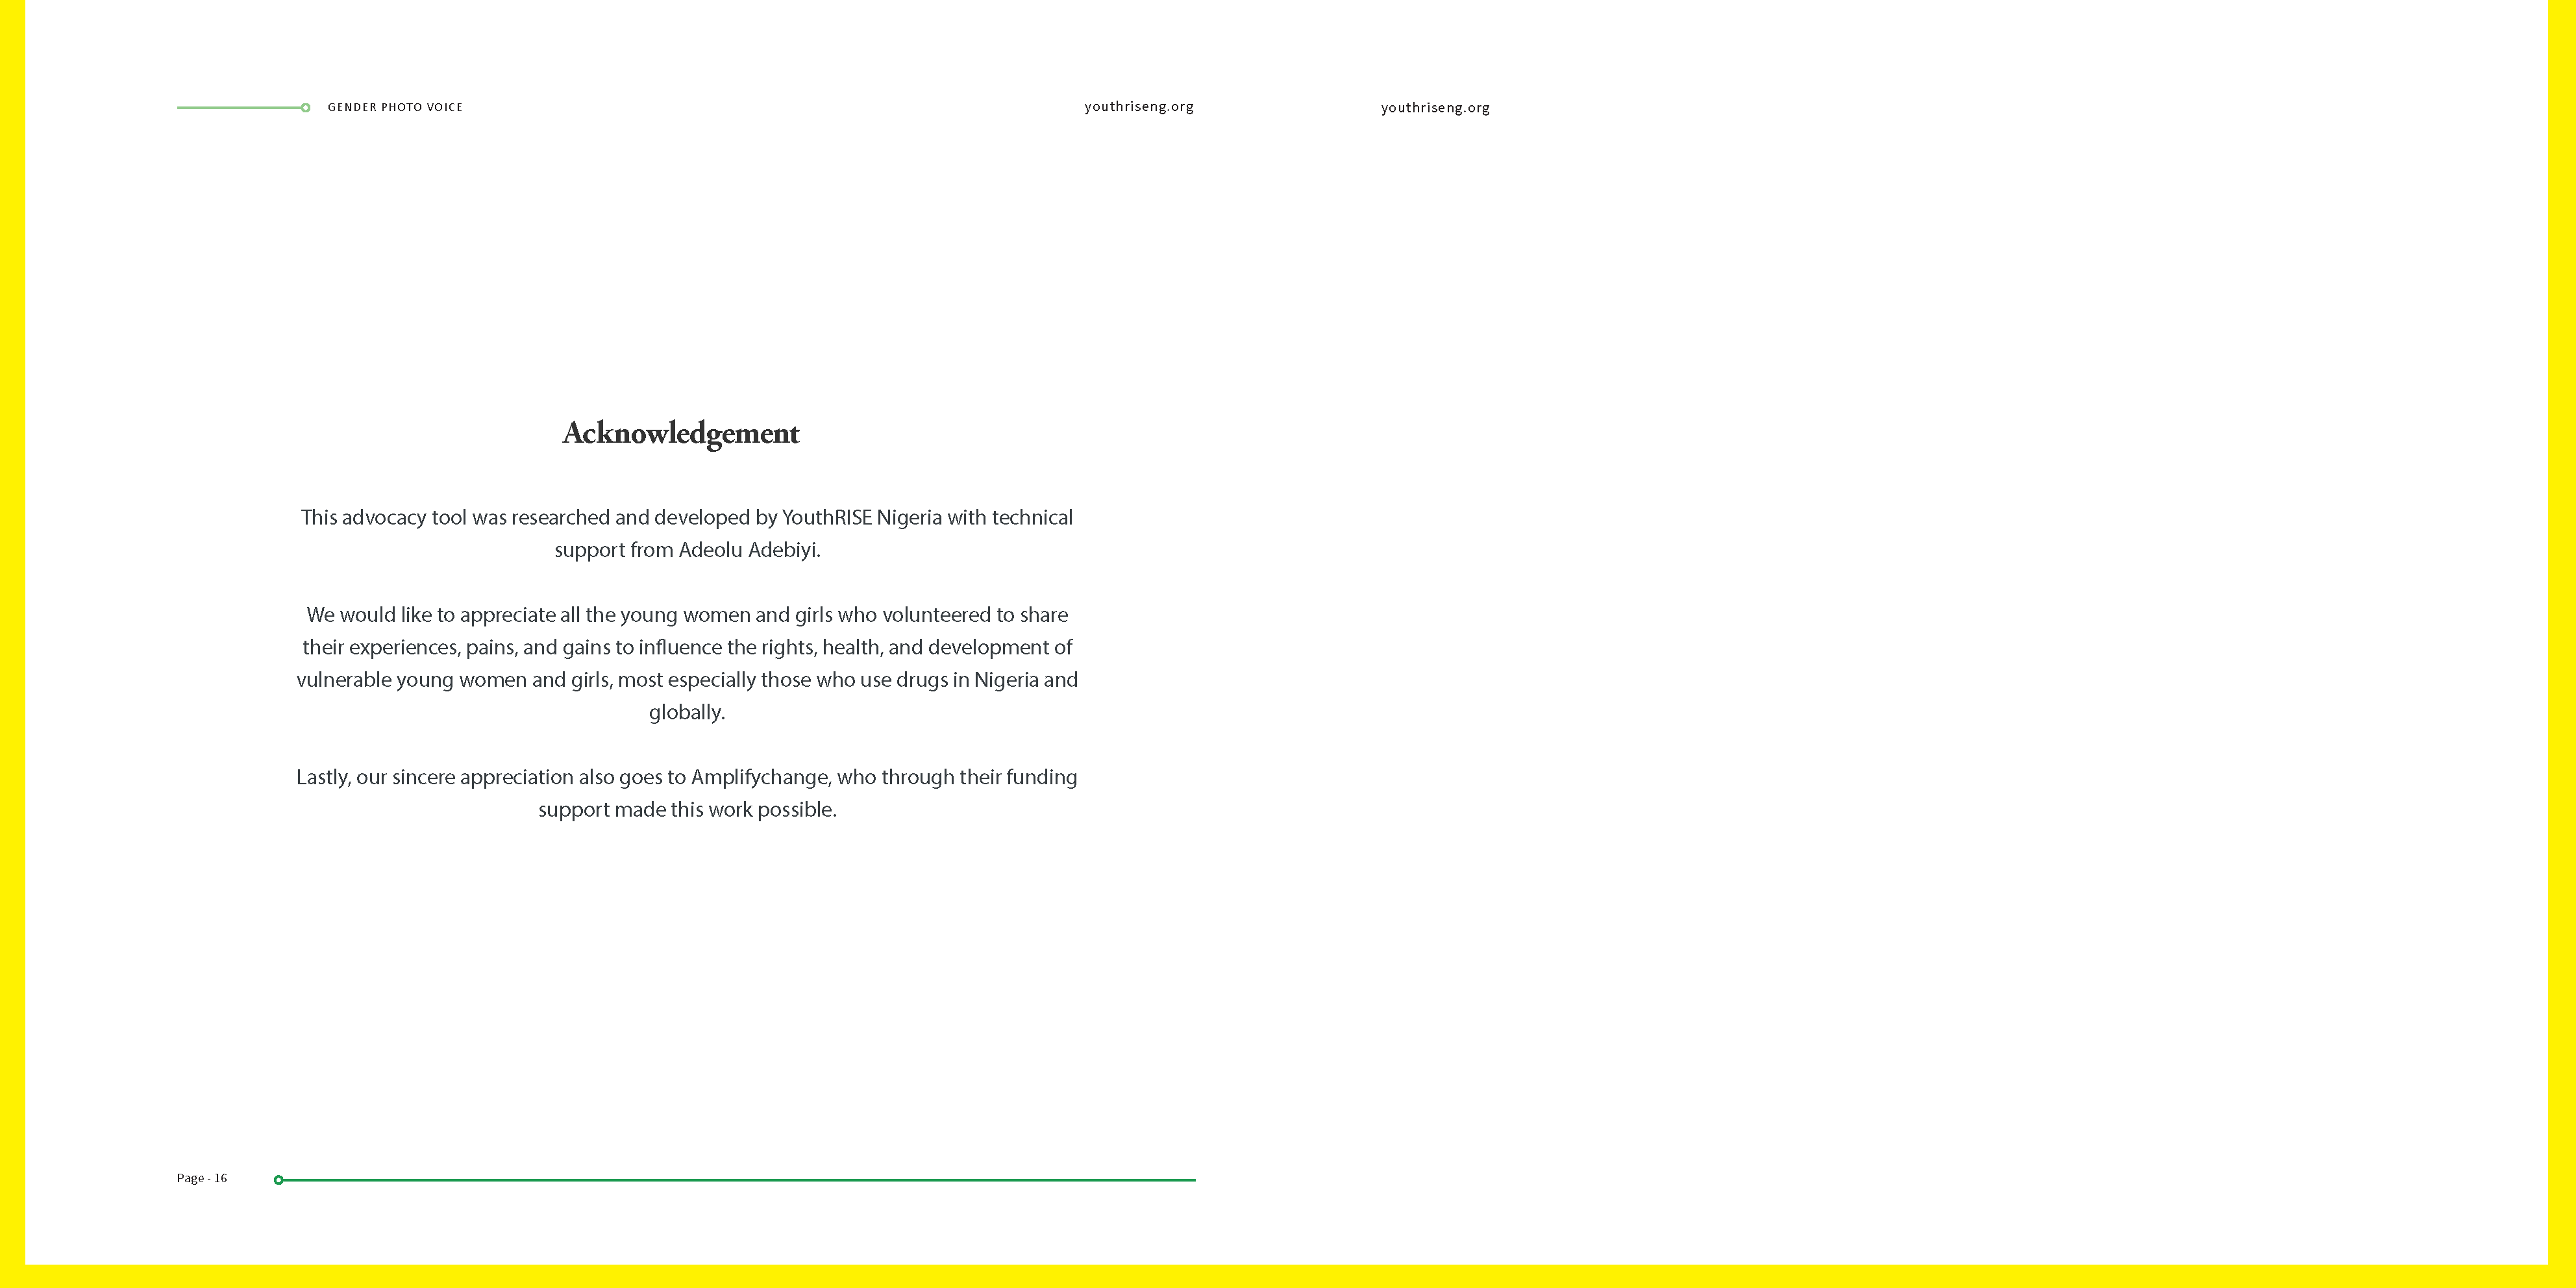 GENDER PHOTO VOICE
youthriseng.org
youthriseng.org
Acknowledgement
This advocacy tool was researched and developed by YouthRISE Nigeria with technical
support from Adeolu Adebiyi.
We would like to appreciate all the young women and girls who volunteered to share
their experiences, pains, and gains to influence the rights, health, and development of
vulnerable young women and girls, most especially those who use drugs in Nigeria and
globally.
Lastly, our sincere appreciation also goes to Amplifychange, who through their funding
support made this work possible.
Page - 16